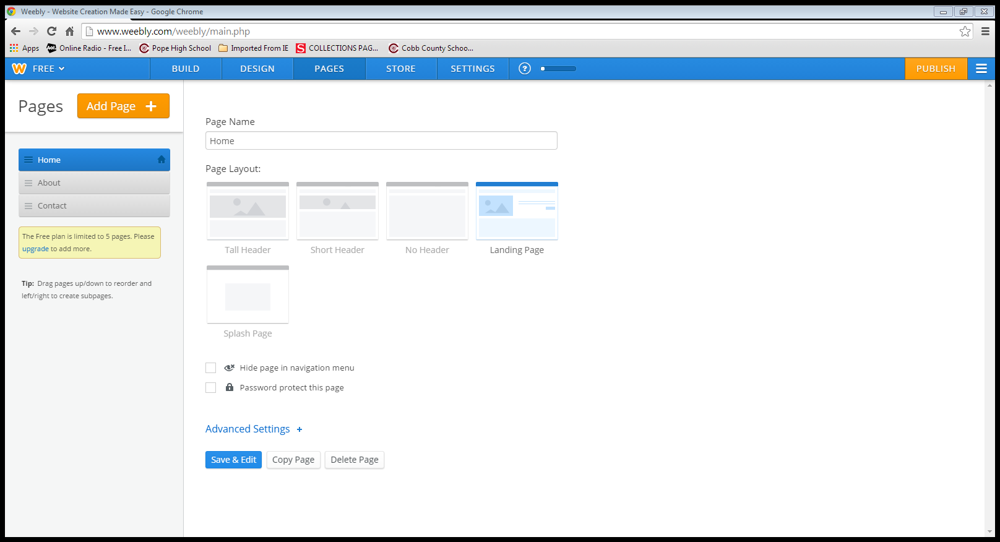 Weebly - Website Creation Made Easy - Google Chrome
www.weebly.com/weebly/main.php
Apps Aol. Online Radio - Free I... Pope High School Imported From IE S COLLECTIONS PAG... Cobb County Schoo...
W FREE BUILD DESIGN PAGES STORE SETTINGS ? PUBLISH
Pages Add Page +
Page Name
Home
Home
About
Contact
The Free plan is limited to 5 pages. Please
upgrade to add more.
Tip: Drag pages up/down to reorder and
left/right to create subpages.
Page Layout:
Tall Header Short Header No Header Landing Page
Splash Page
Hide page in navigation menu
Password protect this page
Advanced Settings +
Save & Edit Copy Page Delete Page